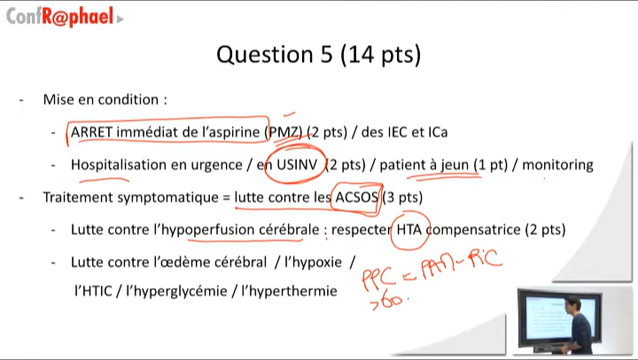 ConfR@phael
Question 5 (14 pts)
- Mise en condition :
- ARRET immédiat de l'aspirine (PMZ) (2 pts) / des IEC et ICa
- Hospitalisation en urgence / en USINV (2 pts) / patient à jeun (1 pt) / monitoring
- Traitement symptomatique = lutte contre les ACSOS (3 pts)
- Lutte contre l'hypoperfusion cérébrale : respecter HTA compensatrice (2 pts)
- Lutte contre l'œdème cérébral / l'hypoxie /
l'HTIC / l'hyperglycémie / l'hyperthermie
PPC = PAM - PIC
>60.